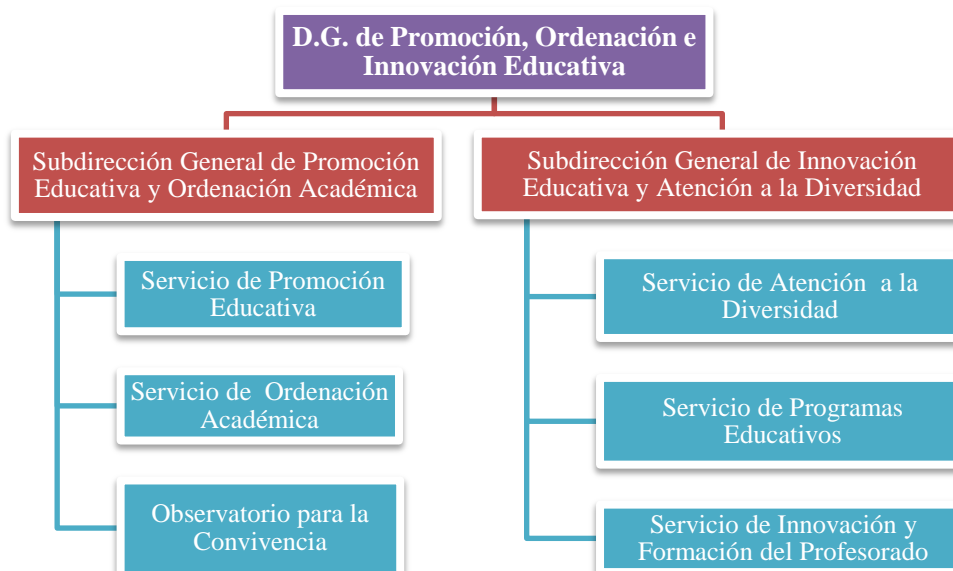 D.G. de Promoción, Ordenación e
Innovación Educativa
Subdirección General de Promoción
Educativa y Ordenación Académica
Subdirección General de Innovación
Educativa y Atención a la Diversidad
Servicio de Promoción
Educativa
Servicio de Ordenación
Académica
Observatorio para la
Convivencia
Servicio de Atención a la
Diversidad
Servicio de Programas
Educativos
Servicio de Innovación y
Formación del Profesorado